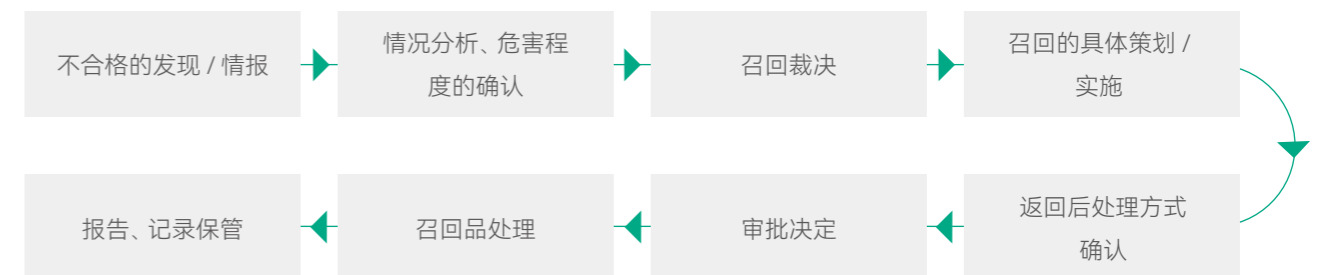 不合格的发现 / 情报
情况分析、危害程
度的确认
召回裁决
召回的具体策划 /
实施
返回后处理方式
确认
审批决定
召回品处理
报告、记录保管